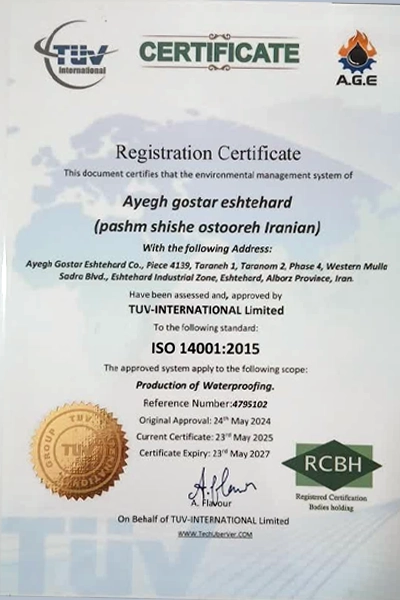 TÜV
International
CERTIFICATE
A.G.E
Registration Certificate
This document certifies that the environmental management system of
Ayegh gostar eshtehard
(pashm shishe ostooreh Iranian)
With the following Address:
Ayegh Gostar Eshtehard Co., Piece 4139, Taraneh 1, Taranom 2, Phase 4, Western Mulla
Sadra Blvd., Eshtehard Industrial Zone, Eshtehard, Alborz Province, Iran.
Have been assessed and, approved by
TUV-INTERNATIONAL Limited
To the following standard:
ISO 14001:2015
The approved system apply to the following scope:
Production of Waterproofing.
Reference Number:4795102
Original Approval: 24th May 2024
Current Certificate: 23rd May 2025
Certificate Expiry: 23rd May 2027
GROUP TUV
TUV
RCBH
Registered Certification
Bodies holding
A. Flavour
On Behalf of TUV-INTERNATIONAL Limited
WWW.TechUberVer.COM
TÜV